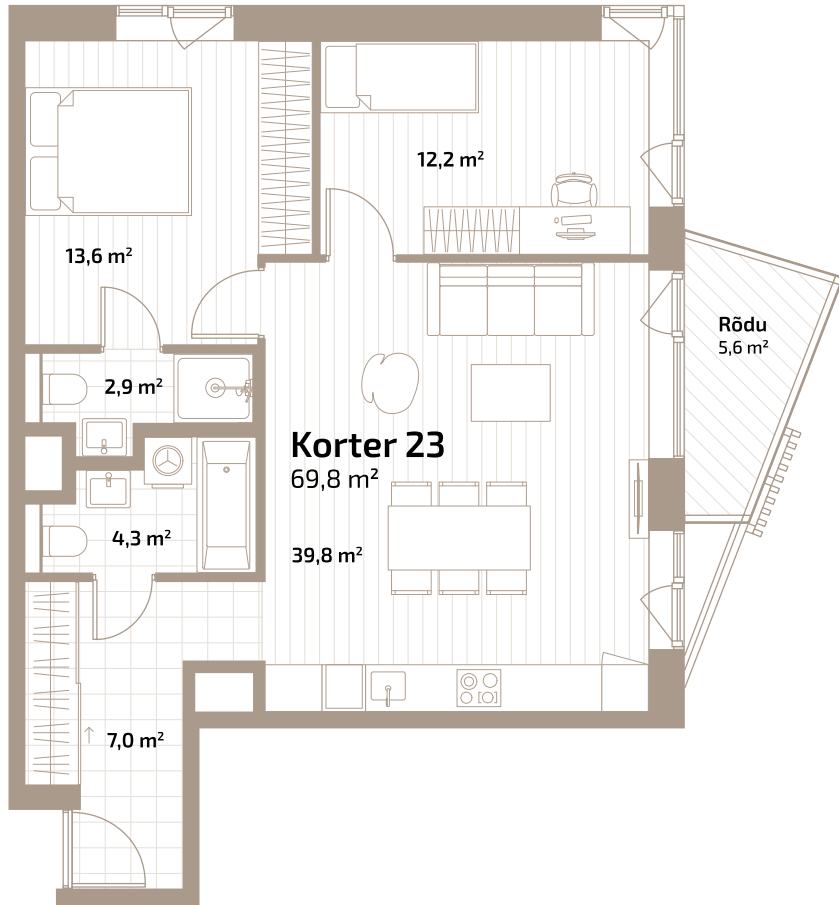 12,2 m²
13,6 m²
Rõdu
5,6 m²
2,9 m²
Korter 23
69,8 m²
4,3 m²
39,8 m²
7,0 m²